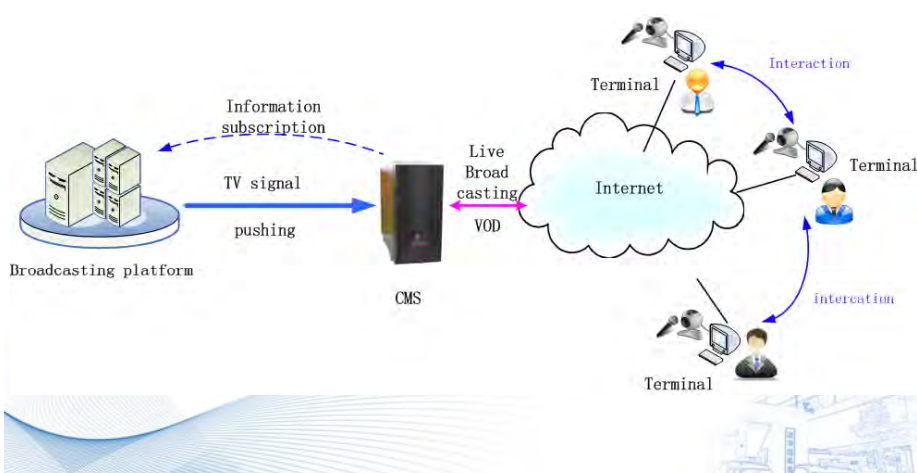 Information
subscription
TV signal
pushing
Broadcasting platform
CMS
Live
Broad
casting
VOD
Internet
Terminal
Interaction
Terminal
intercation
Terminal